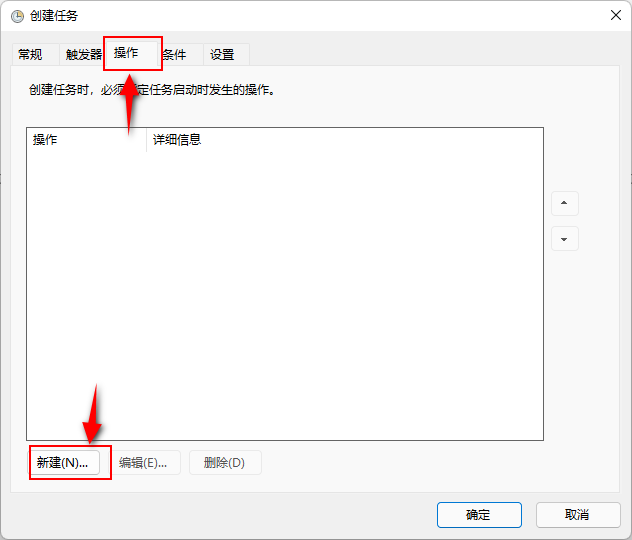 创建任务
常规 触发器 操作 条件 设置
创建任务时，必须 定任务启动时发生的操作。
操作 详细信息
新建(N)... 编辑(E)... 删除(D)
确定 取消